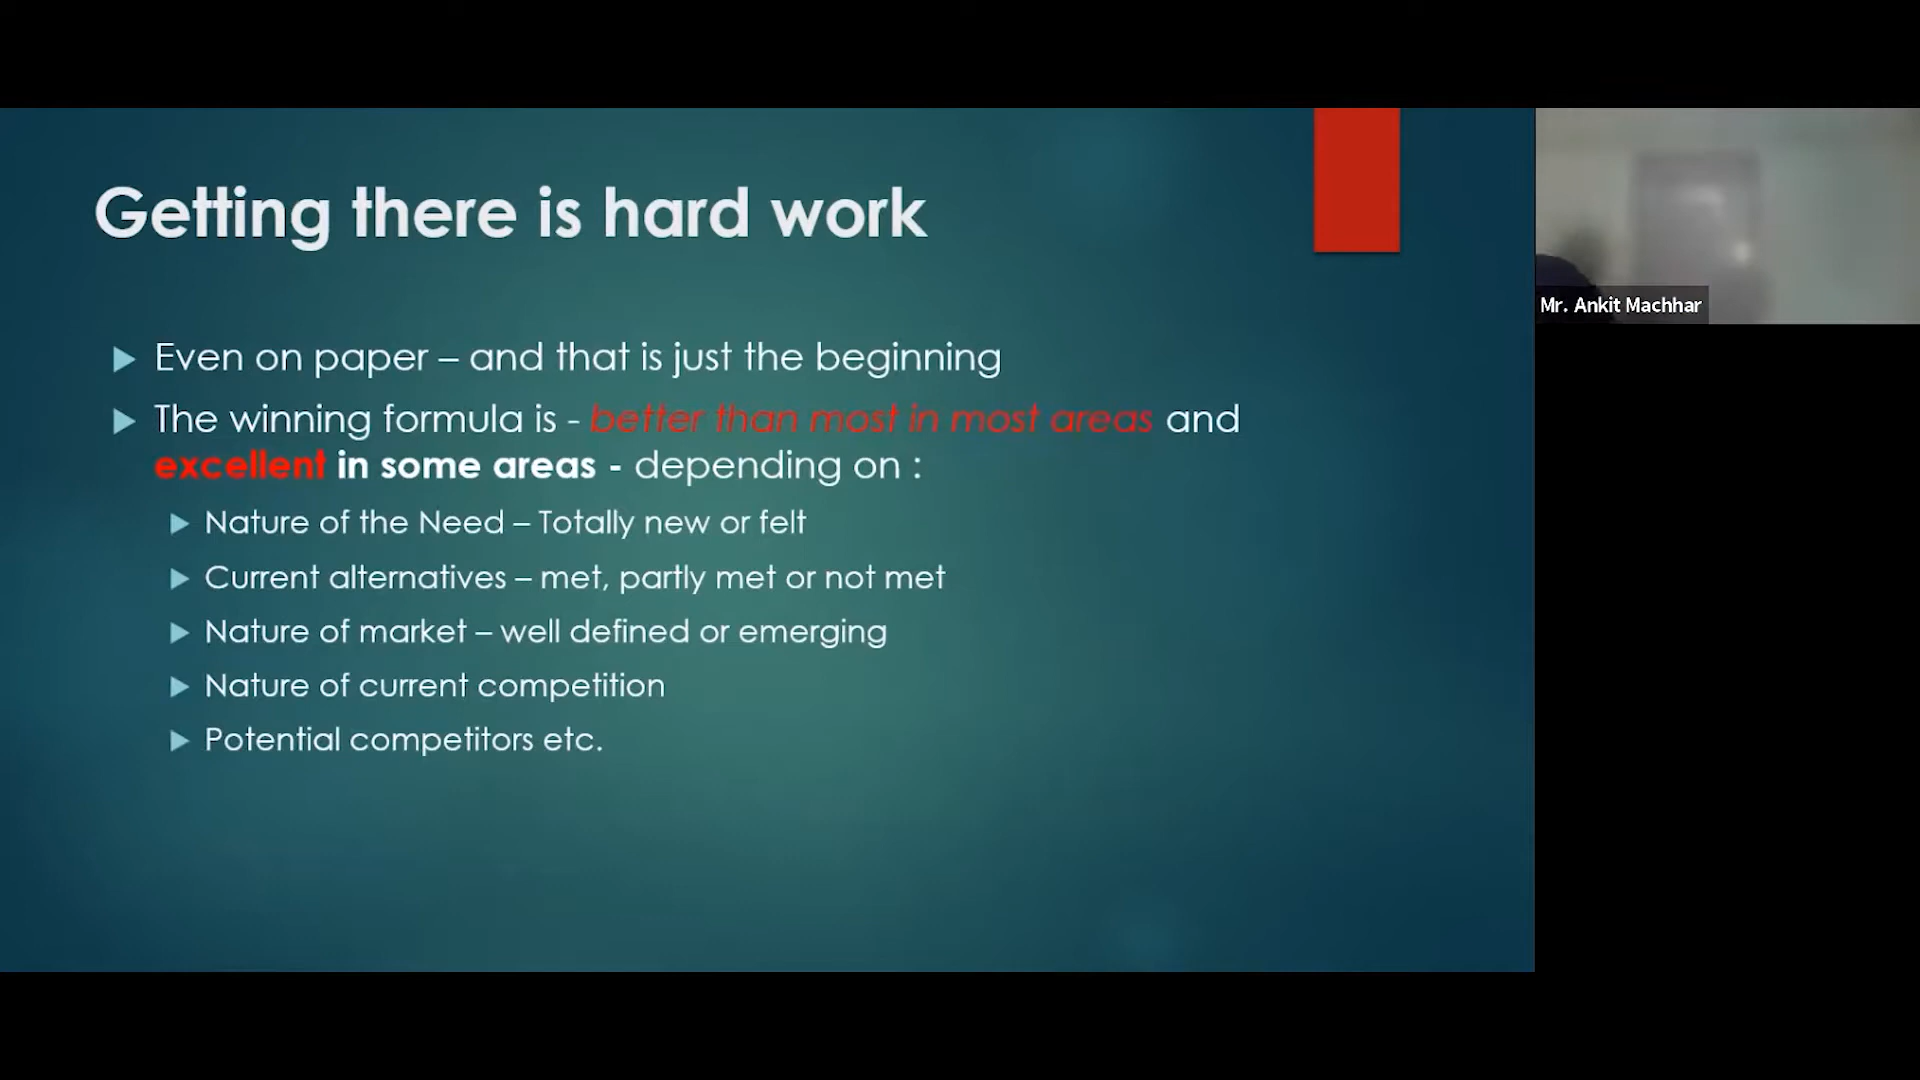 Getting there is hard work
Even on paper – and that is just the beginning
The winning formula is - better than most in most areas and
excellent in some areas - depending on :
Nature of the Need – Totally new or felt
Current alternatives – met, partly met or not met
Nature of market – well defined or emerging
Nature of current competition
Potential competitors etc.
Mr. Ankit Machhar